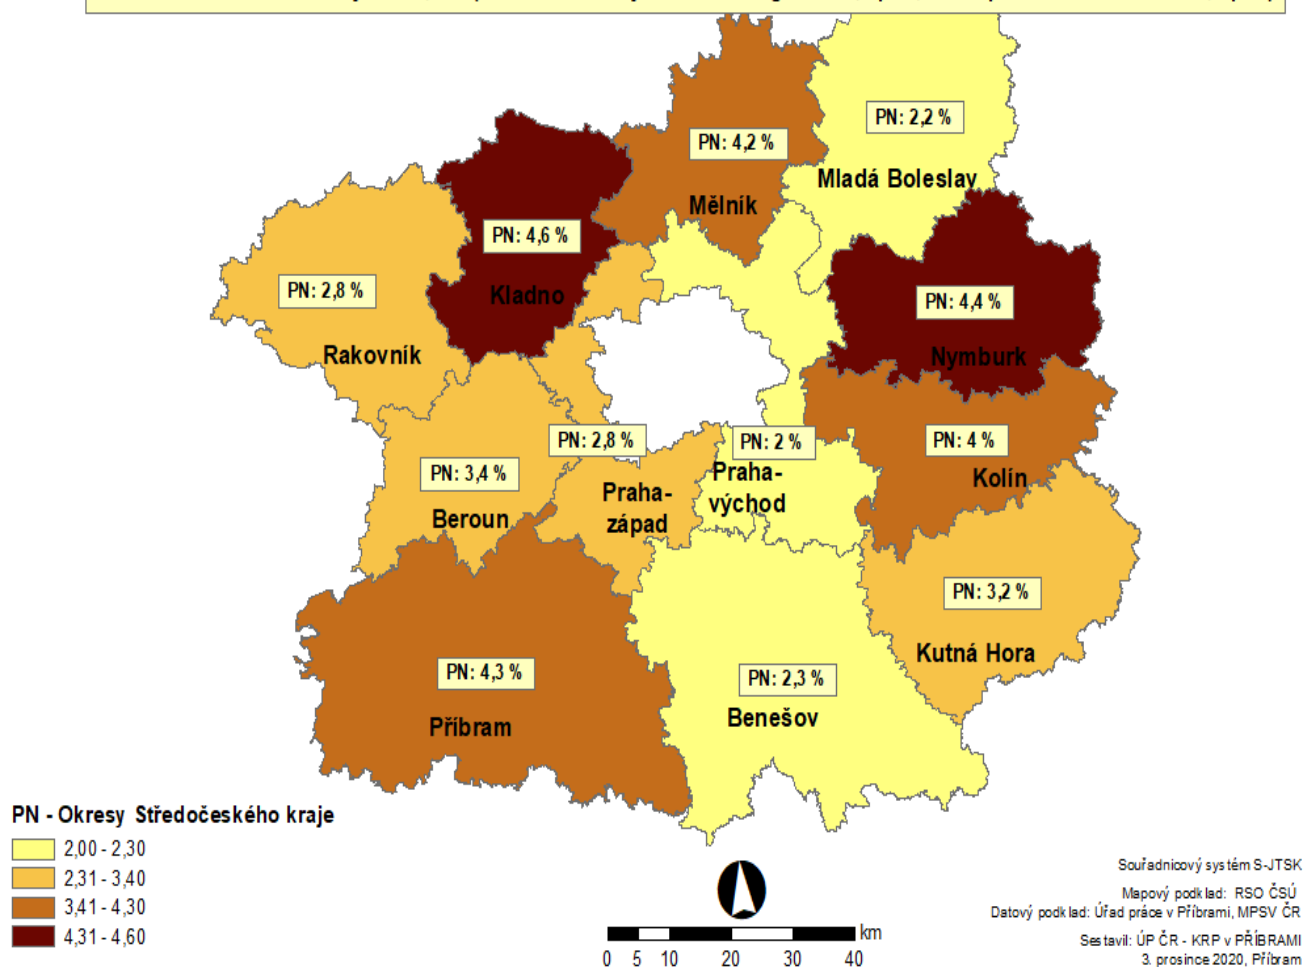 PN: 2,2 %
Mladá Boleslav
PN: 4,2 %
Mělník
PN: 4,6 %
Kladno
PN: 2,8 %
Rakovník
PN: 4,4 %
Nymburk
PN: 2,8 %
PN: 2 %
PN: 4 %
Kolín
PN: 3,4 %
Beroun
Praha-
západ
Praha-
východ
PN: 3,2 %
Kutná Hora
PN: 4,3 %
Příbram
PN: 2,3 %
Benešov
PN - Okresy Středočeského kraje
2,00 - 2,30
2,31 - 3,40
3,41 - 4,30
4,31 - 4,60
km
0 5 10 20 30 40
Souřadnicový systém S-JTSK
Mapový podklad: RSO ČSÚ
Datový podklad: Úřad práce v Příbrami, MPSV ČR
Sestavil: ÚP ČR - KRP v PŘÍBRAMI
3. prosince 2020, Příbram